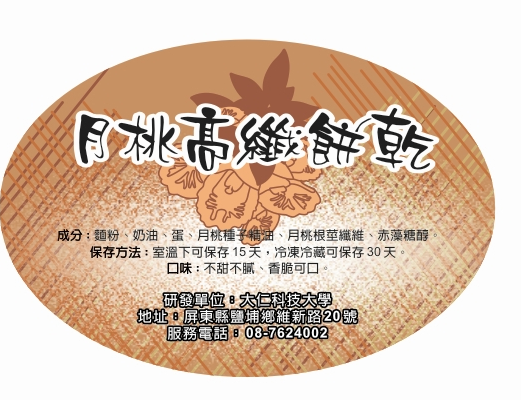 月桃高纖餅乾
成分：麵粉、奶油、蛋、月桃種子精油、月桃根莖纖維、赤藻糖醇。
保存方法：室溫下可保存 15 天，冷凍冷藏可保存 30 天。
口味：不甜不膩、香脆可口。
研發單位：大仁科技大學
地址：屏東縣鹽埔鄉維新路20號
服務電話：08-7624002